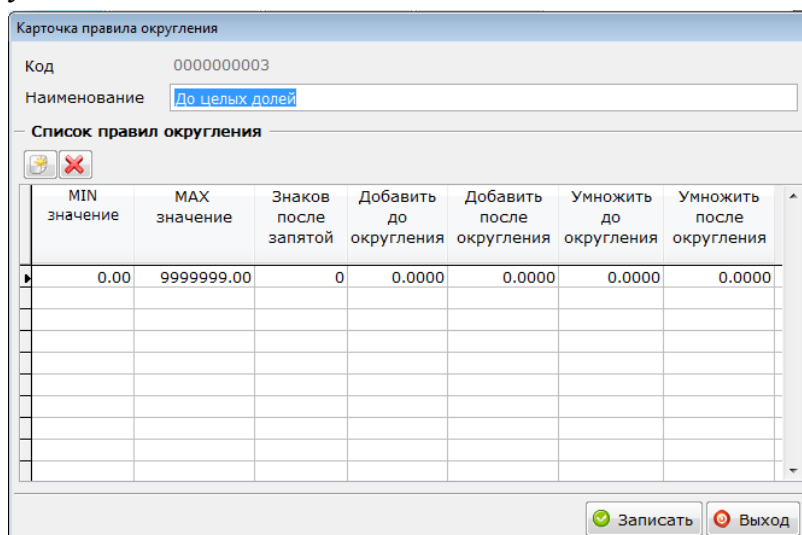 Карточка правила округления
Код 0000000003
Наименование До целых долей
Список правил округления
MIN значение MAX значение Знаков после запятой Добавить до округления Добавить после округления Умножить до округления Умножить после округления
0.00 9999999.00 0 0.0000 0.0000 0.0000 0.0000
Записать Выход